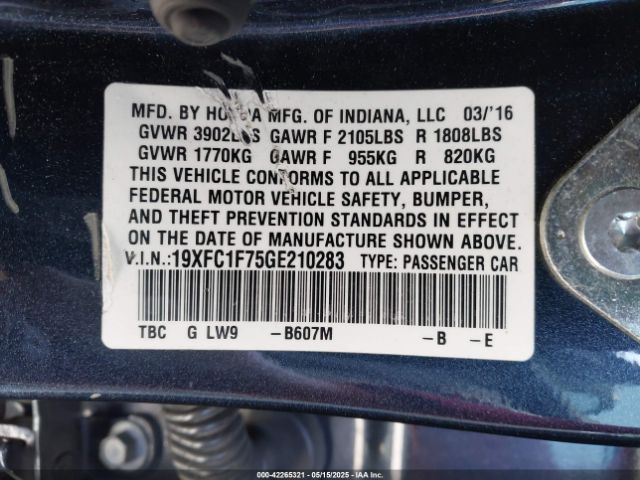 MFD. BY HONDA MFG. OF INDIANA, LLC 03/'16
GVWR 3902LBS GAWR F 2105LBS R 1808LBS
GVWR 1770KG GAWR F 955KG R 820KG
THIS VEHICLE CONFORMS TO ALL APPLICABLE
FEDERAL MOTOR VEHICLE SAFETY, BUMPER,
AND THEFT PREVENTION STANDARDS IN EFFECT
ON THE DATE OF MANUFACTURE SHOWN ABOVE.
V.I.N.:19XFC1F75GE210283 TYPE: PASSENGER CAR
TBC G LW9 -B607M -B -E
00-42265321 - 05/15/2025 - Copyright © IAA, Inc.